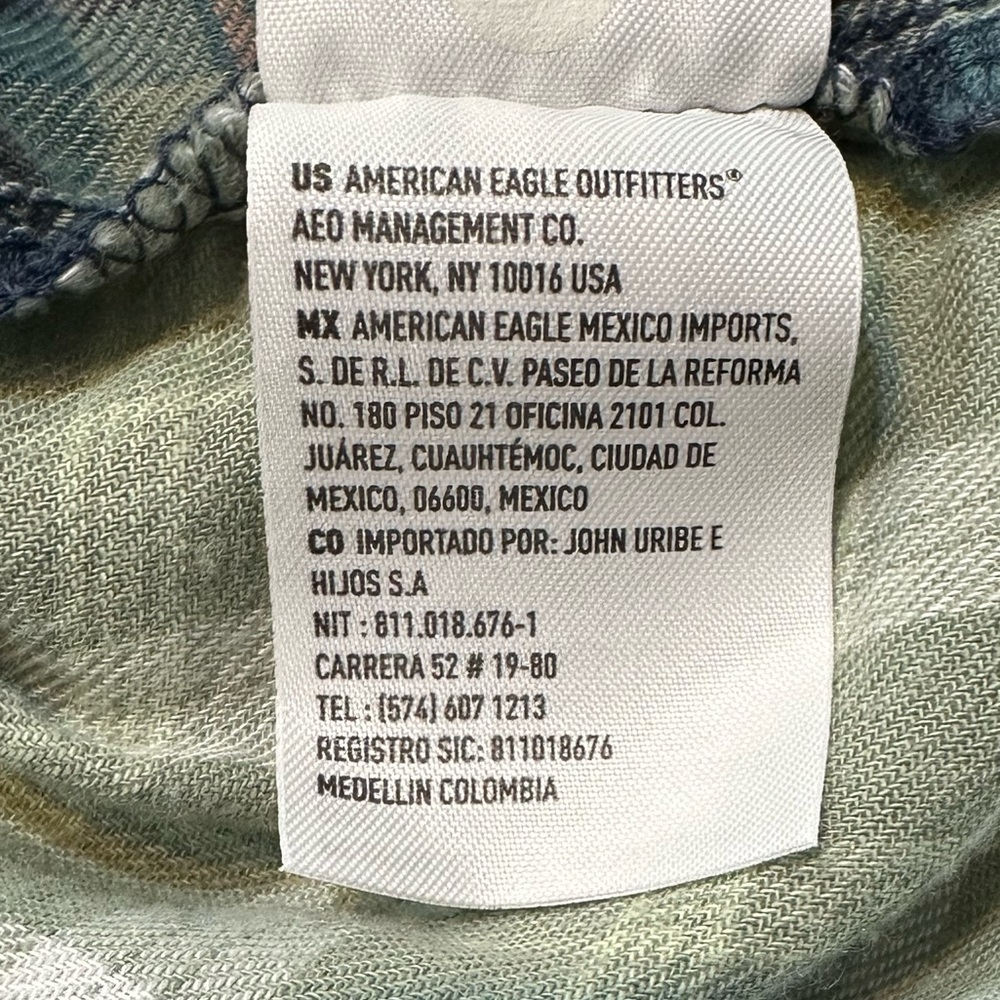 US AMERICAN EAGLE OUTFITTERS®
AEO MANAGEMENT CO.
NEW YORK, NY 10016 USA
MX AMERICAN EAGLE MEXICO IMPORTS,
S. DE R.L. DE C.V. PASEO DE LA REFORMA
NO. 180 PISO 21 OFICINA 2101 COL.
JUÁREZ, CUAUHTÉMOC, CIUDAD DE
MEXICO, 06600, MEXICO
CO IMPORTADO POR: JOHN URIBE E
HIJOS S.A
NIT : 811.018.676-1
CARRERA 52 # 19-80
TEL : (574) 607 1213
REGISTRO SIC: 811018676
MEDELLIN COLOMBIA